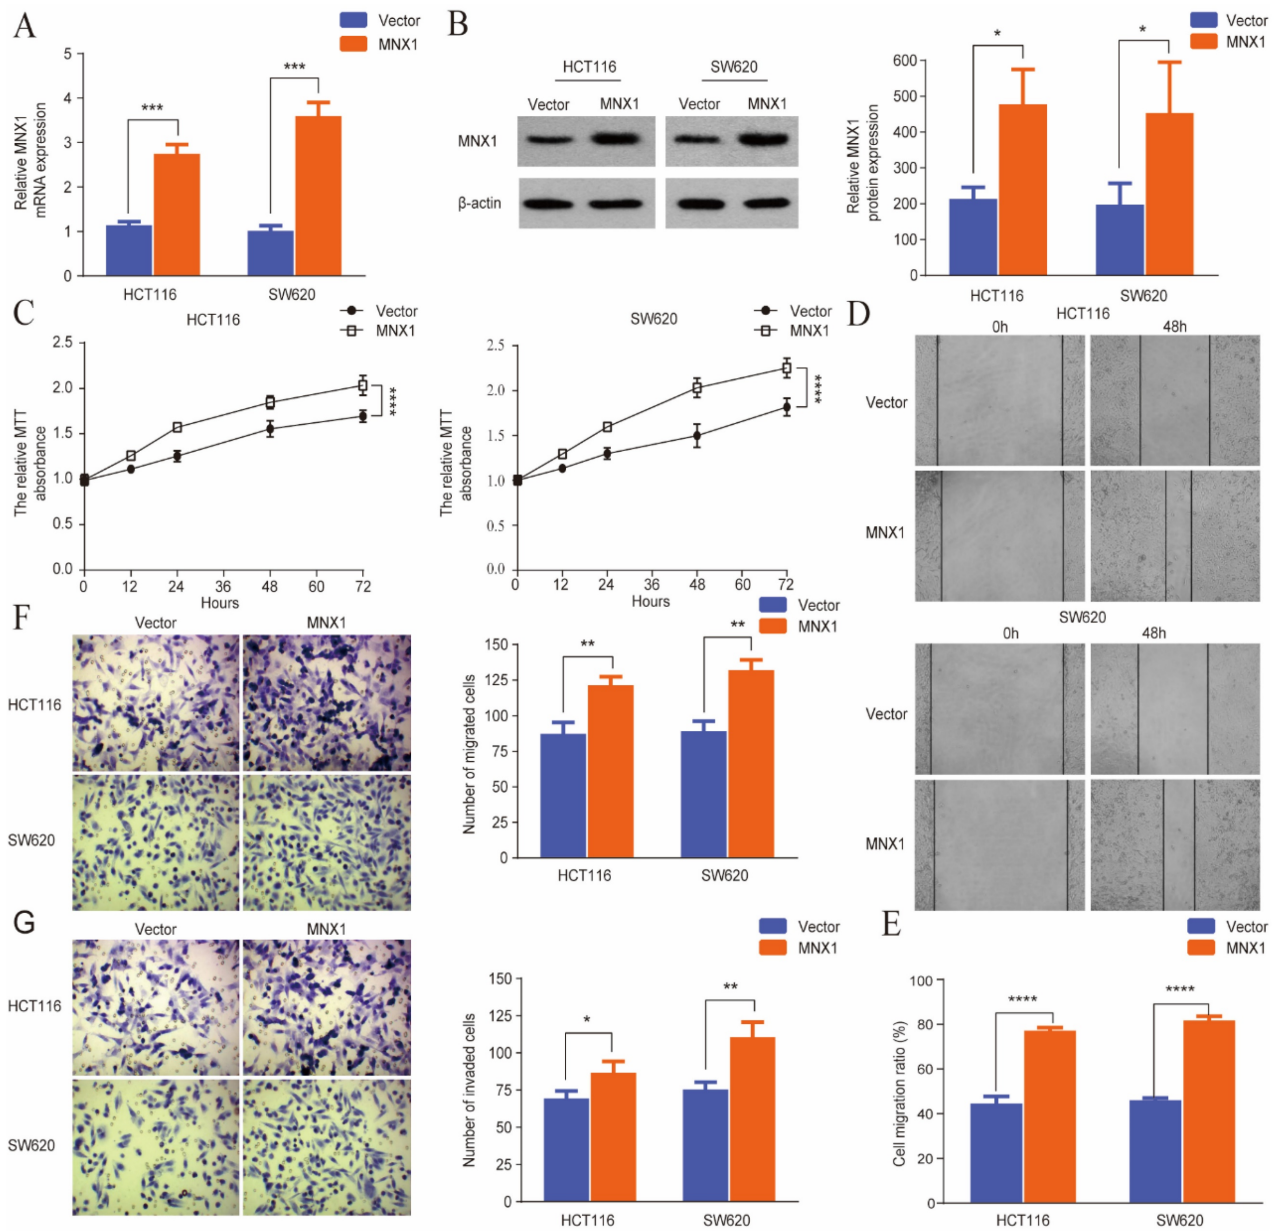 A
Vector
MNX1
Relative MNX1
mRNA expression
5
4
3
2
1
0
***
***
HCT116
SW620
B
HCT116
SW620
Vector
MNX1
Vector
MNX1
MNX1
β-actin
Vector
MNX1
Relative MNX1
protein expression
600
500
400
300
200
100
0
*
*
HCT116
SW620
C
HCT116
Vector
MNX1
The relative MTT
absorbance
2.5
2.0
1.5
1.0
0.5
0.0
****
0
12
24
36
48
60
72
Hours
SW620
Vector
MNX1
The relative MTT
absorbance
2.5
2.0
1.5
1.0
0.5
0.0
****
0
12
24
36
48
60
72
Hours
D
HCT116
0h
48h
Vector
MNX1
SW620
0h
48h
Vector
MNX1
F
Vector
MNX1
HCT116
SW620
Vector
MNX1
Number of migrated cells
150
125
100
75
50
25
0
**
**
HCT116
SW620
G
Vector
MNX1
HCT116
SW620
Vector
MNX1
Number of invaded cells
150
125
100
75
50
25
0
*
**
HCT116
SW620
E
Vector
MNX1
Cell migration ratio (%)
100
80
60
40
20
0
****
****
HCT116
SW620